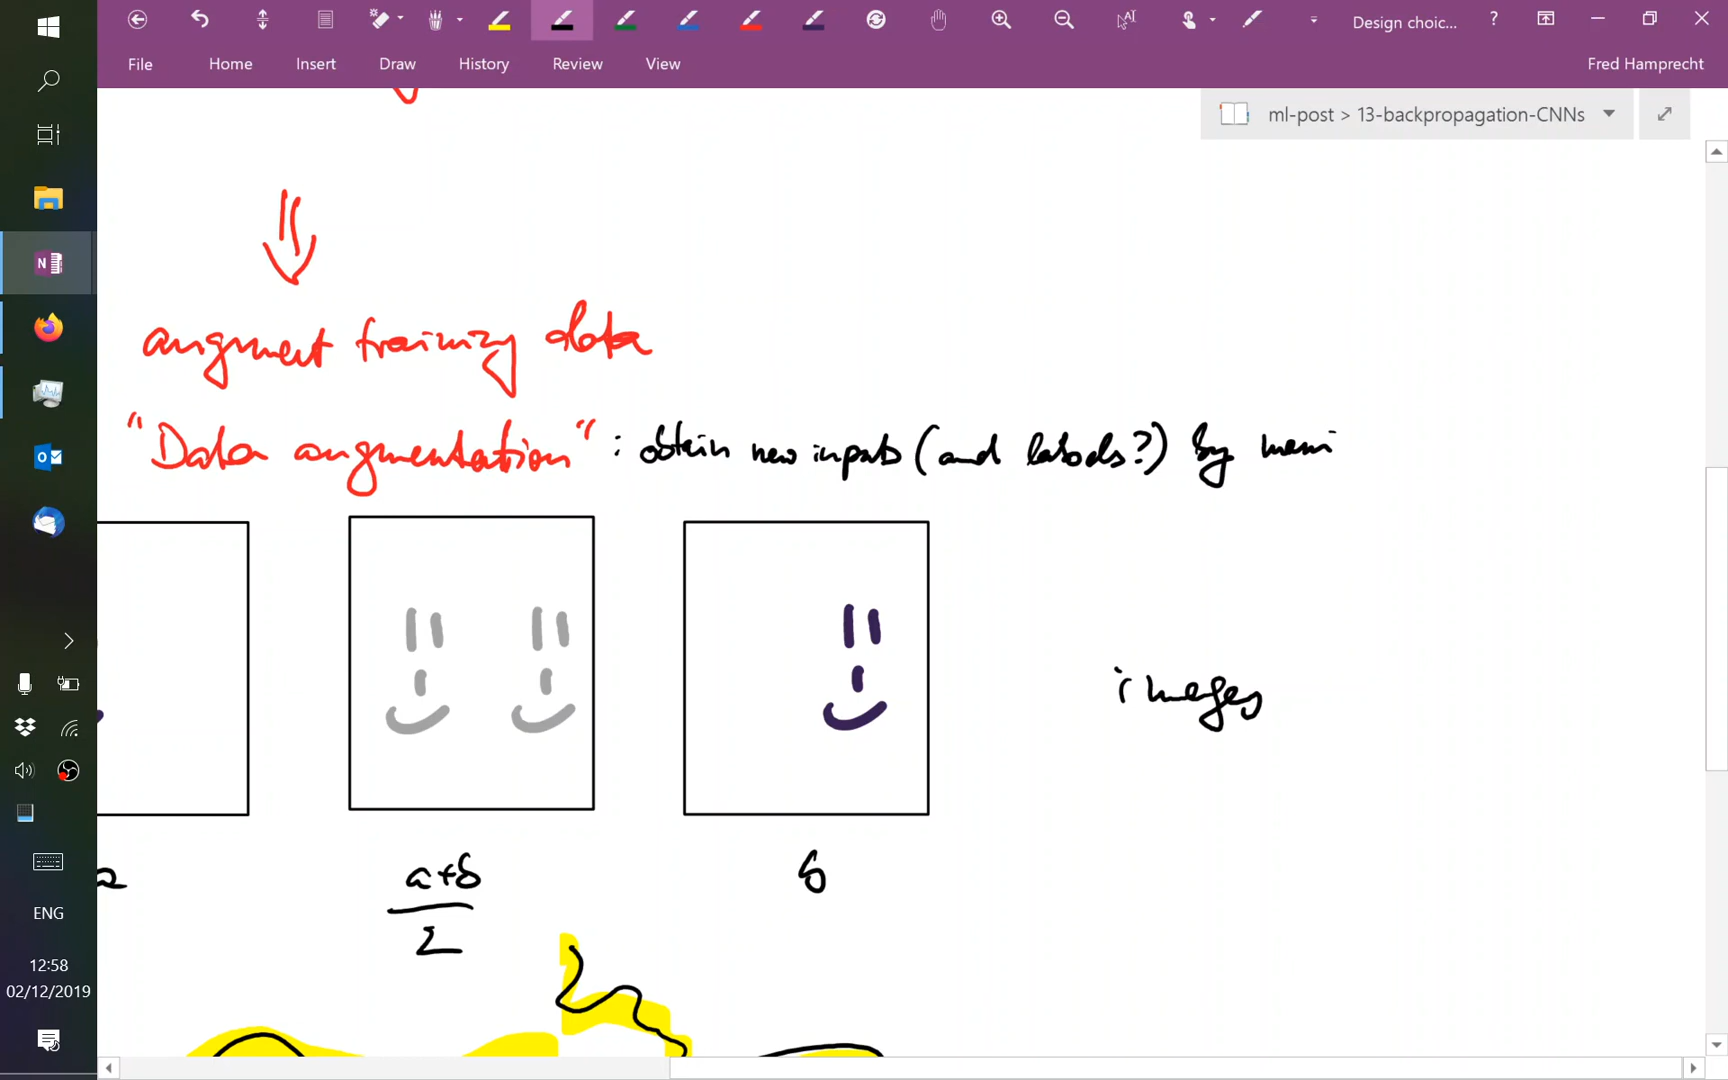 Design choic...
?
File
Home
Insert
Draw
History
Review
View
Fred Hamprecht
ml-post > 13-backpropagation-CNNs
augment training data
"Data augmentation" : obtain new inputs (and labels?) by
images
a
a+b
2
b
ENG
12:58
02/12/2019